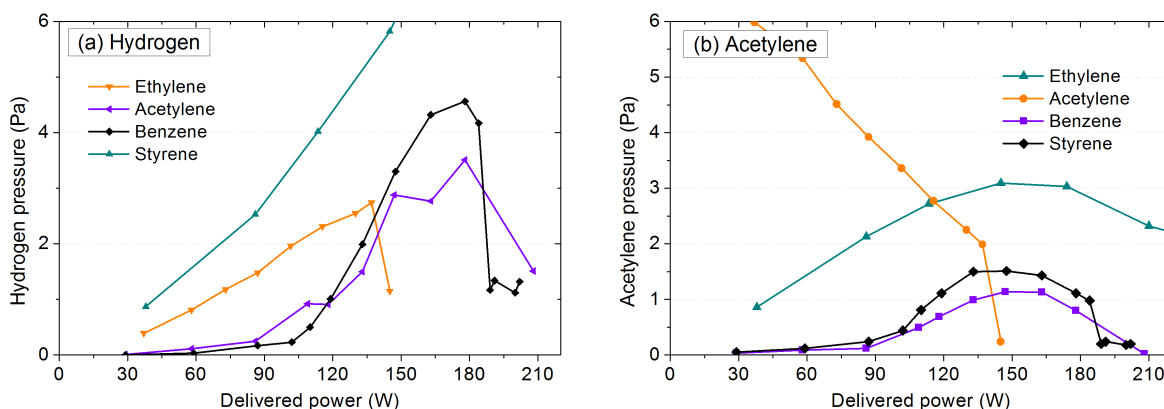 (a) Hydrogen
Ethylene
Acetylene
Benzene
Styrene
Hydrogen pressure (Pa)
6
4
2
0
0 30 60 90 120 150 180 210
Delivered power (W)
(b) Acetylene
Ethylene
Acetylene
Benzene
Styrene
Acetylene pressure (Pa)
6
5
4
3
2
1
0
0 30 60 90 120 150 180 210
Delivered power (W)